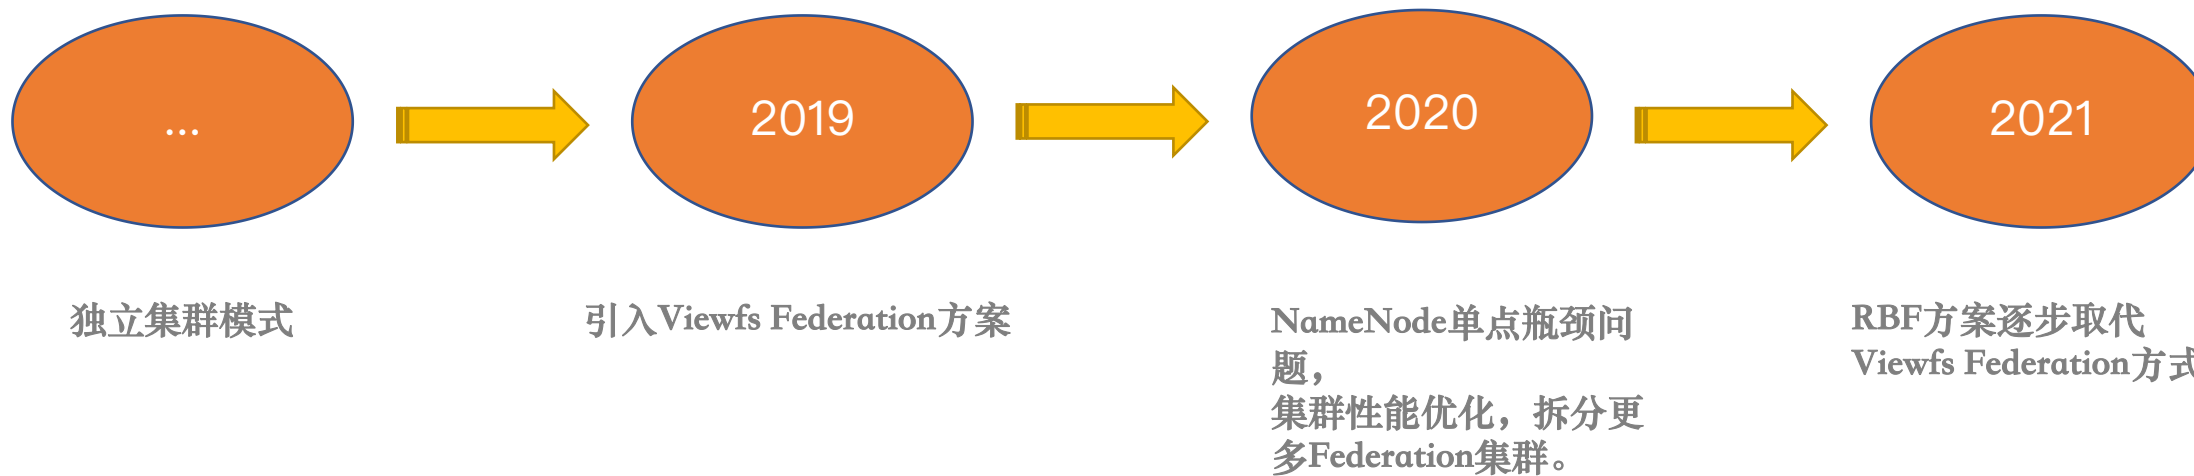 ...
2019
2020
2021
独立集群模式
引入Viewfs Federation方案
NameNode单点瓶颈问
题，
集群性能优化，拆分更
多Federation集群。
RBF方案逐步取代
Viewfs Federation方式